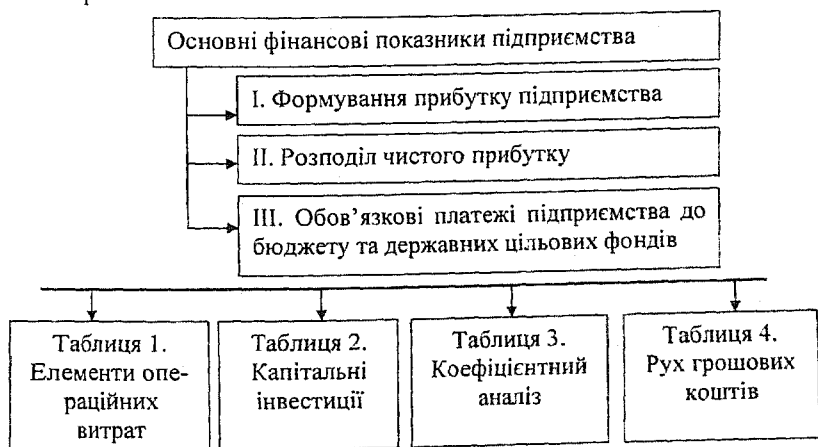 Основні фінансові показники підприємства
І. Формування прибутку підприємства
ІІ. Розподіл чистого прибутку
ІІІ. Обов’язкові платежі підприємства до
бюджету та державних цільових фондів
Таблиця 1.
Елементи опе-
раційних
витрат
Таблиця 2.
Капітальні
інвестиції
Таблиця 3.
Коефіцієнтний
аналіз
Таблиця 4.
Рух грошових
коштів